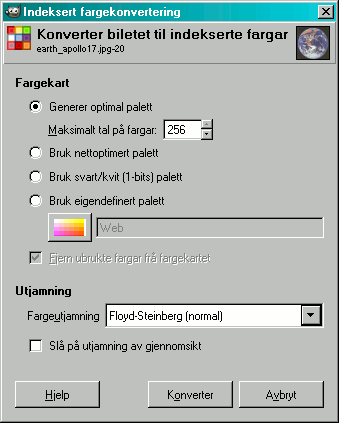 Indeksert fargekonvertering
Konverter biletet til indekserte fargar
earth_apollo17.jpg-20
Fargekart
Generer optimal palett
Maksimalt tal på fargar: 256
Bruk nettoptimert palett
Bruk svart/kvit (1-bits) palett
Bruk eigendefinert palett
Web
Fjern ubrukte fargar frå fargekartet
Utjamning
Fargeutjamning Floyd-Steinberg (normal)
Slå på utjamning av gjennomsikt
Hjelp Konverter Avbryt